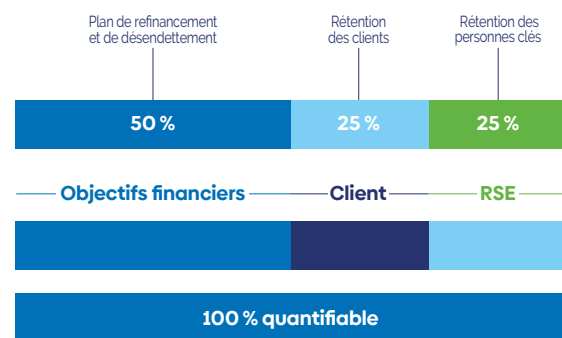 Plan de refinancement
et de désendettement
Rétention
des clients
Rétention des
personnes clés
50 %
25 %
25 %
Objectifs financiers
Client
RSE
100 % quantifiable